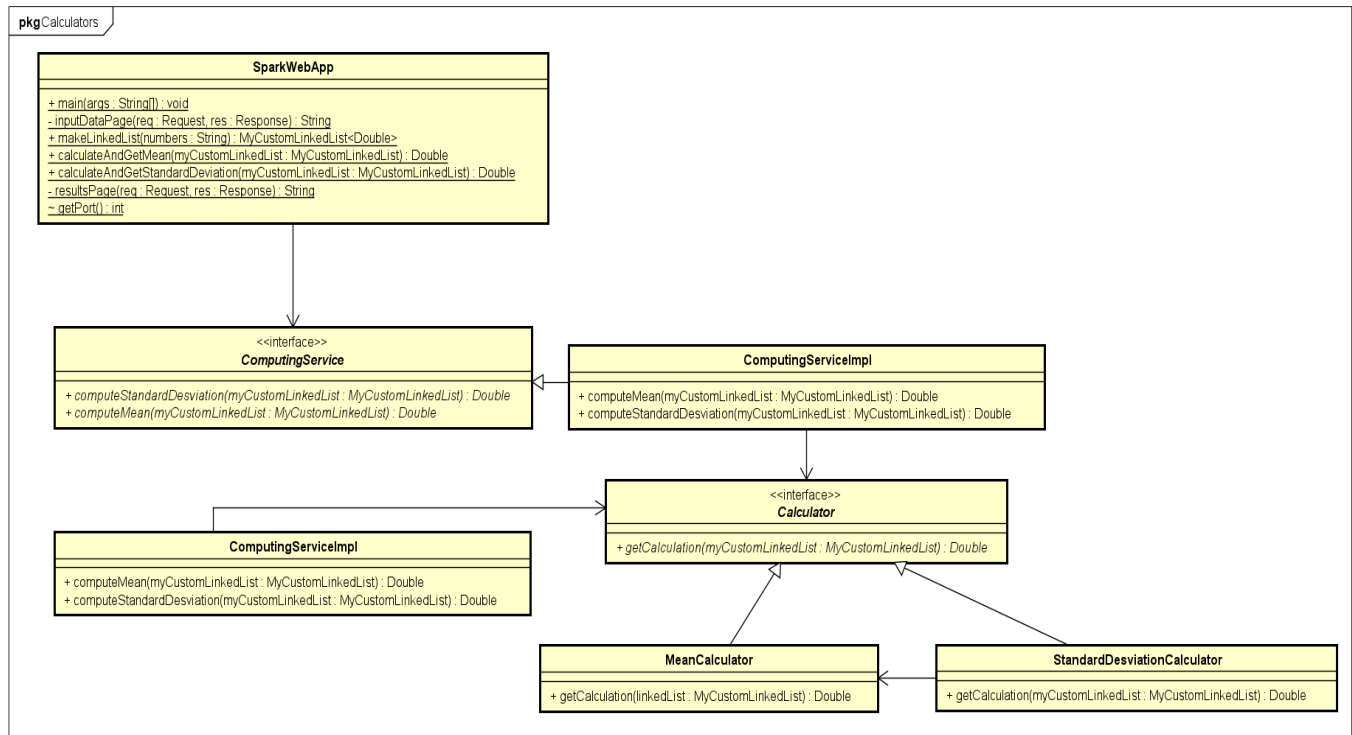 pkg Calculators
SparkWebApp
+ main(args : String[]) : void
- inputDataPage(req : Request, res : Response) : String
+ makeLinkedList(numbers : String) : MyCustomLinkedList<Double>
+ calculateAndGetMean(myCustomLinkedList : MyCustomLinkedList) : Double
+ calculateAndGetStandardDeviation(myCustomLinkedList : MyCustomLinkedList) : Double
- resultsPage(req : Request, res : Response) : String
~ getPort() : int
<<interface>>
ComputingService
+ computeStandardDesviation(myCustomLinkedList : MyCustomLinkedList) : Double
+ computeMean(myCustomLinkedList : MyCustomLinkedList) : Double
ComputingServiceImpl
+ computeMean(myCustomLinkedList : MyCustomLinkedList) : Double
+ computeStandardDesviation(myCustomLinkedList : MyCustomLinkedList) : Double
<<interface>>
Calculator
+ getCalculation(myCustomLinkedList : MyCustomLinkedList) : Double
ComputingServiceImpl
+ computeMean(myCustomLinkedList : MyCustomLinkedList) : Double
+ computeStandardDesviation(myCustomLinkedList : MyCustomLinkedList) : Double
MeanCalculator
+ getCalculation(linkedList : MyCustomLinkedList) : Double
StandardDesviationCalculator
+ getCalculation(myCustomLinkedList : MyCustomLinkedList) : Double